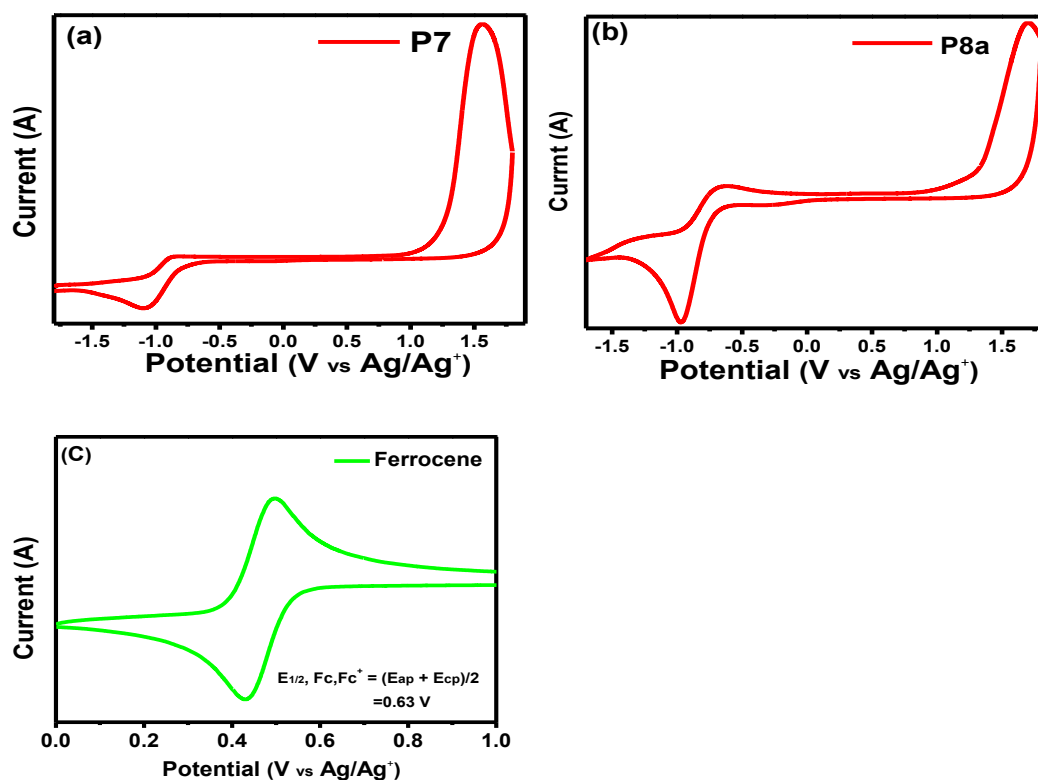 (a)
P7
Current (A)
-1.5 -1.0 -0.5 0.0 0.5 1.0 1.5
Potential (V vs Ag/Ag⁺)
(b)
P8a
Currnt (A)
-1.5 -1.0 -0.5 0.0 0.5 1.0 1.5
Potential (V vs Ag/Ag⁺)
(C)
Ferrocene
Current (A)
E1/2, Fc,Fc⁺ = (Eap + Ecp)/2
=0.63 V
0.0 0.2 0.4 0.6 0.8 1.0
Potential (V vs Ag/Ag⁺)